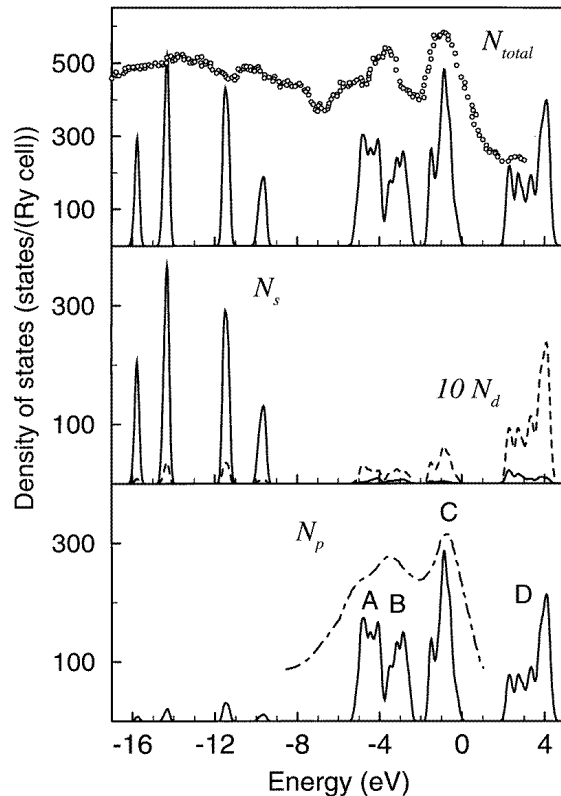 Density of states (states/(Ry cell))
500
300
100
N_total
300
100
N_s
10 N_d
300
100
N_p
A
B
C
D
-16
-12
-8
-4
0
4
Energy (eV)